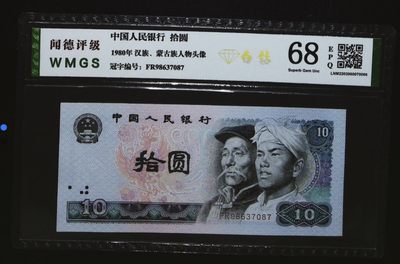 闻德评级
WMGS
中国人民银行 拾圆
1980年 汉族、蒙古族人物头像
冠字编号：FR98637087
68
Superb Gem Unc
EPQ
中国人民银行
10
拾圆
FR98637087
10
10